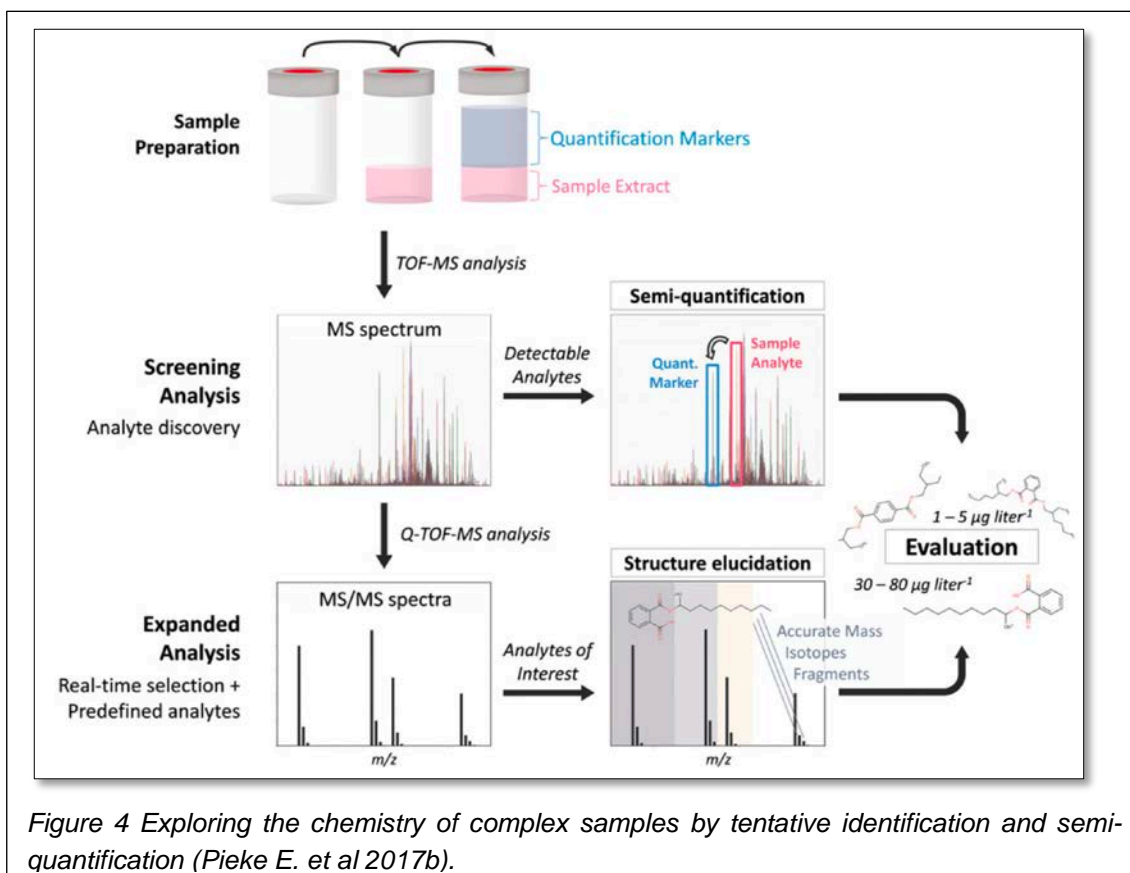 Sample
Preparation
Quantification Markers
Sample Extract
TOF-MS analysis
Screening
Analysis
Analyte discovery
MS spectrum
Detectable
Analytes
Semi-quantification
Quant.
Marker
Sample
Analyte
Q-TOF-MS analysis
1 – 5 µg liter-1
Evaluation
30 – 80 µg liter-1
Expanded
Analysis
Real-time selection +
Predefined analytes
MS/MS spectra
m/z
Analytes of
Interest
Structure elucidation
Accurate Mass
Isotopes
Fragments
m/z
Figure 4 Exploring the chemistry of complex samples by tentative identification and semi-
quantification (Pieke E. et al 2017b).